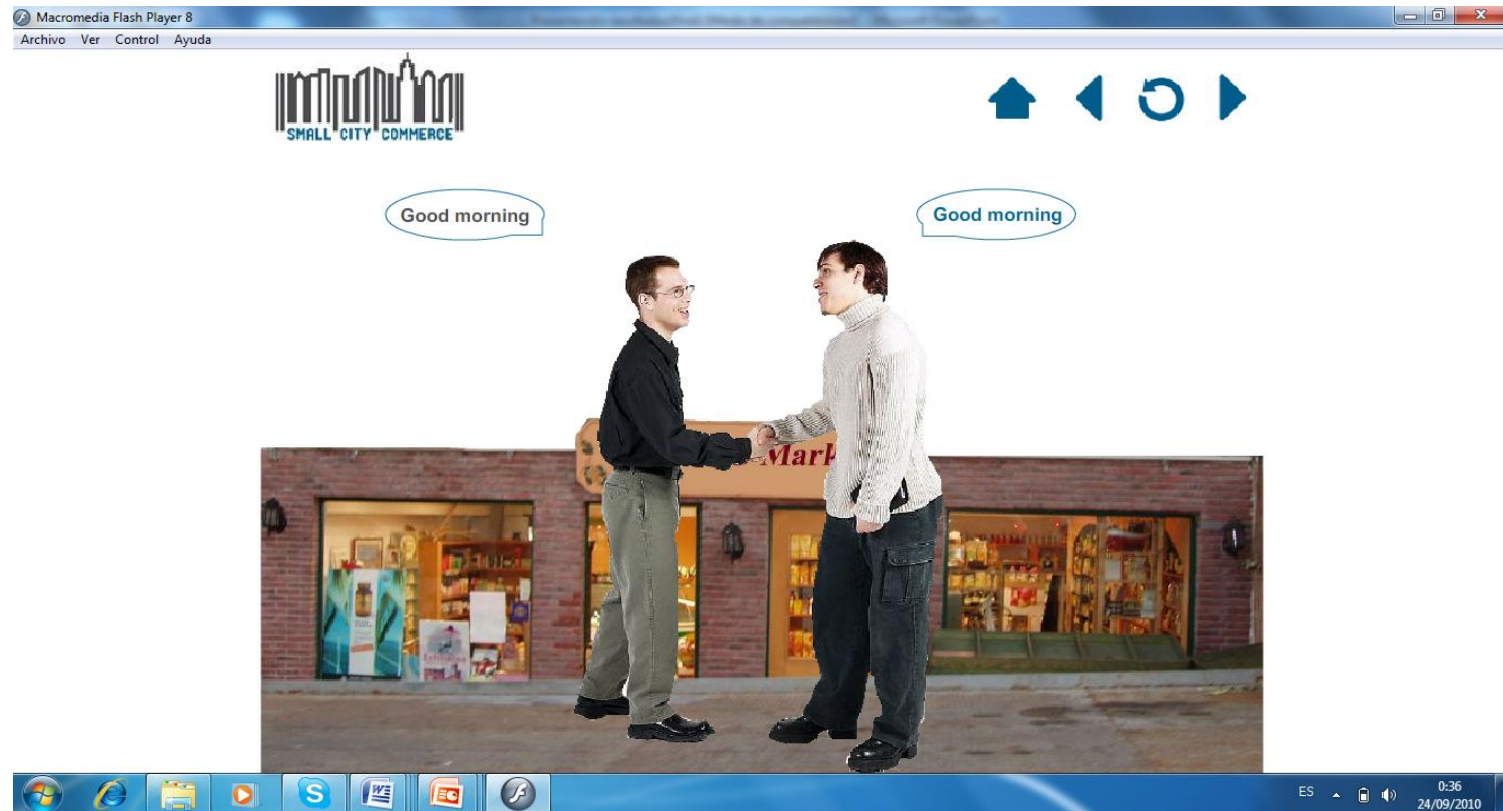 Macromedia Flash Player 8
Archivo Ver Control Ayuda
SMALL CITY COMMERCE
Good morning
Good morning
ES
0:36
24/09/2010